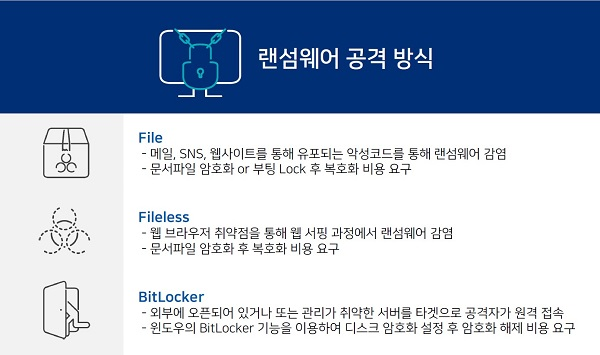 랜섬웨어 공격 방식
File
- 메일, SNS, 웹사이트를 통해 유포되는 악성코드를 통해 랜섬웨어 감염
- 문서파일 암호화 or 부팅 Lock 후 복호화 비용 요구
Fileless
- 웹 브라우저 취약점을 통해 웹 서핑 과정에서 랜섬웨어 감염
- 문서파일 암호화 후 복호화 비용 요구
BitLocker
- 외부에 오픈되어 있거나 또는 관리가 취약한 서버를 타겟으로 공격자가 원격 접속
- 윈도우의 BitLocker 기능을 이용하여 디스크 암호화 설정 후 암호화 해제 비용 요구